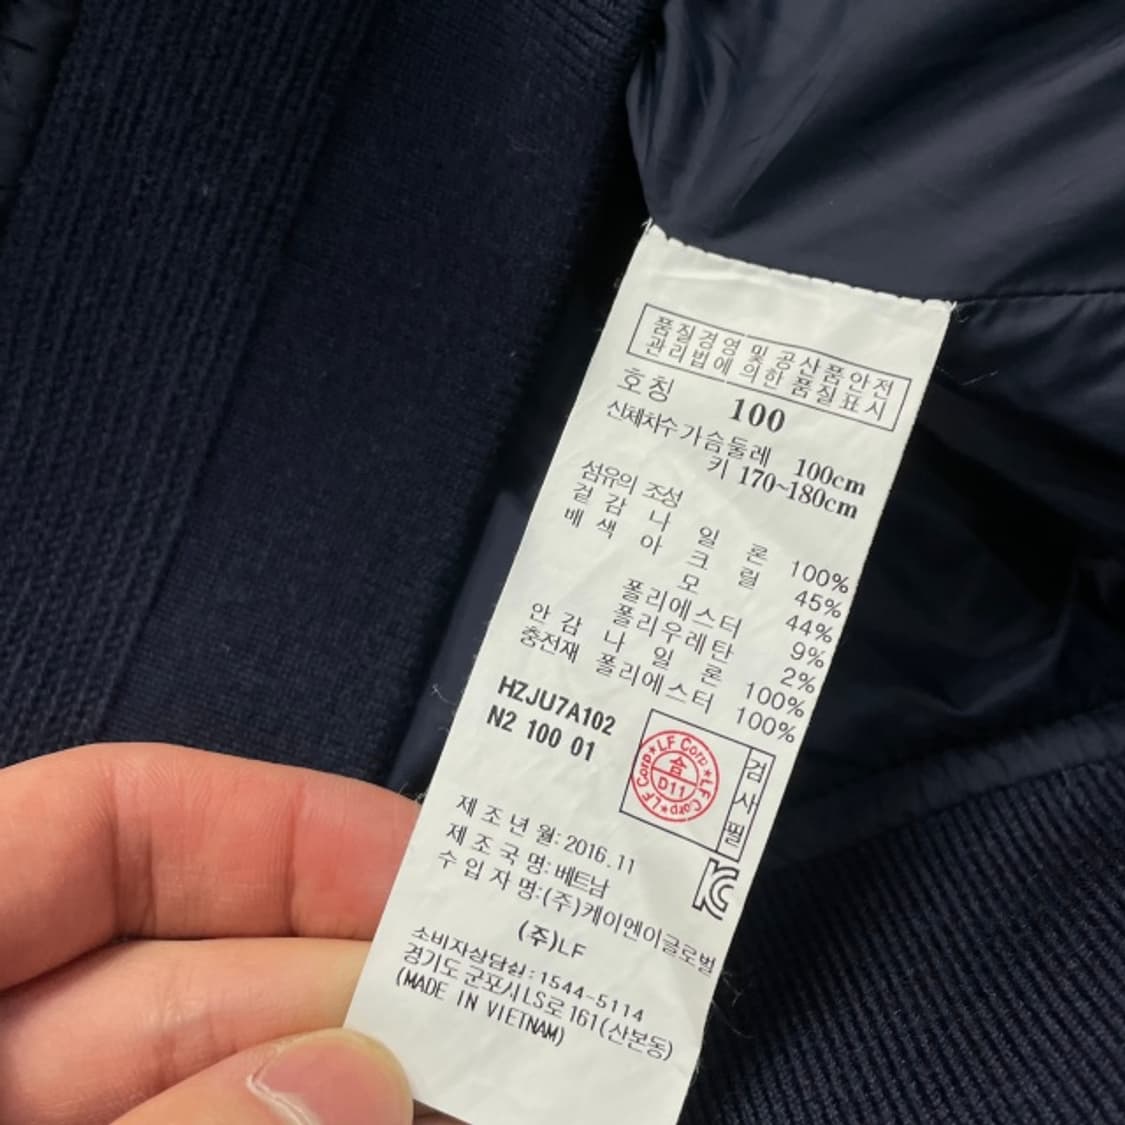 품질경영 및 공산품안전
관리법에 의한 품질표시
호칭 100
신체치수 가슴둘레 100cm
키 170~180cm
섬유의 조성
겉감 나일론 100%
배색 아크릴 45%
모 44%
폴리에스터 9%
폴리우레탄 2%
안감 나일론 100%
충전재 폴리에스터 100%
HZJU7A102
N2 100 01
LF Corp★LF Corp★LF Corp★
合
D11
검사필
제조년월:2016.11
제조국명:베트남
수입자명:(주)케이엔이글로벌
(주)LF
소비자상담실:1544-5114
경기도 군포시LS로 161(산본동)
(MADE IN VIETNAM)